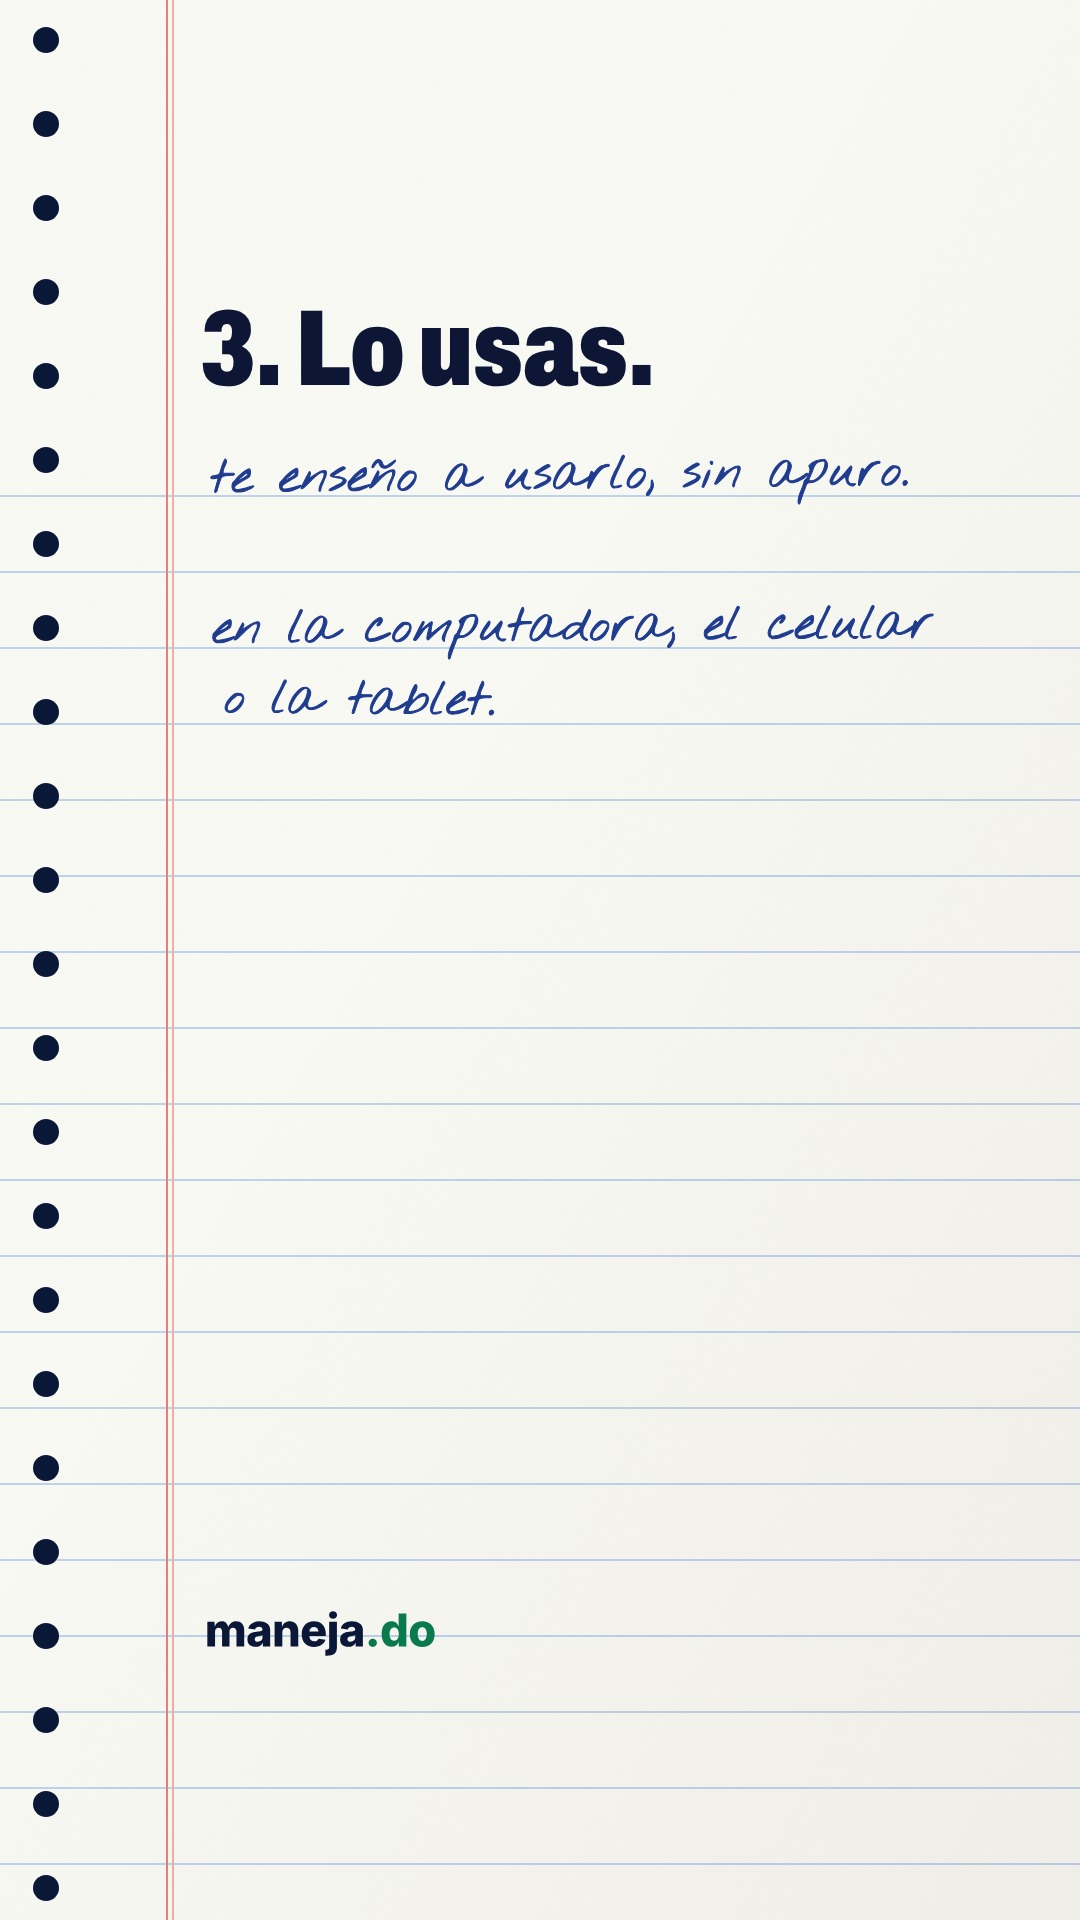 3. Lo usas.
te enseño a usarlo, sin apuro.
en la computadora, el celular
o la tablet.
maneja.do